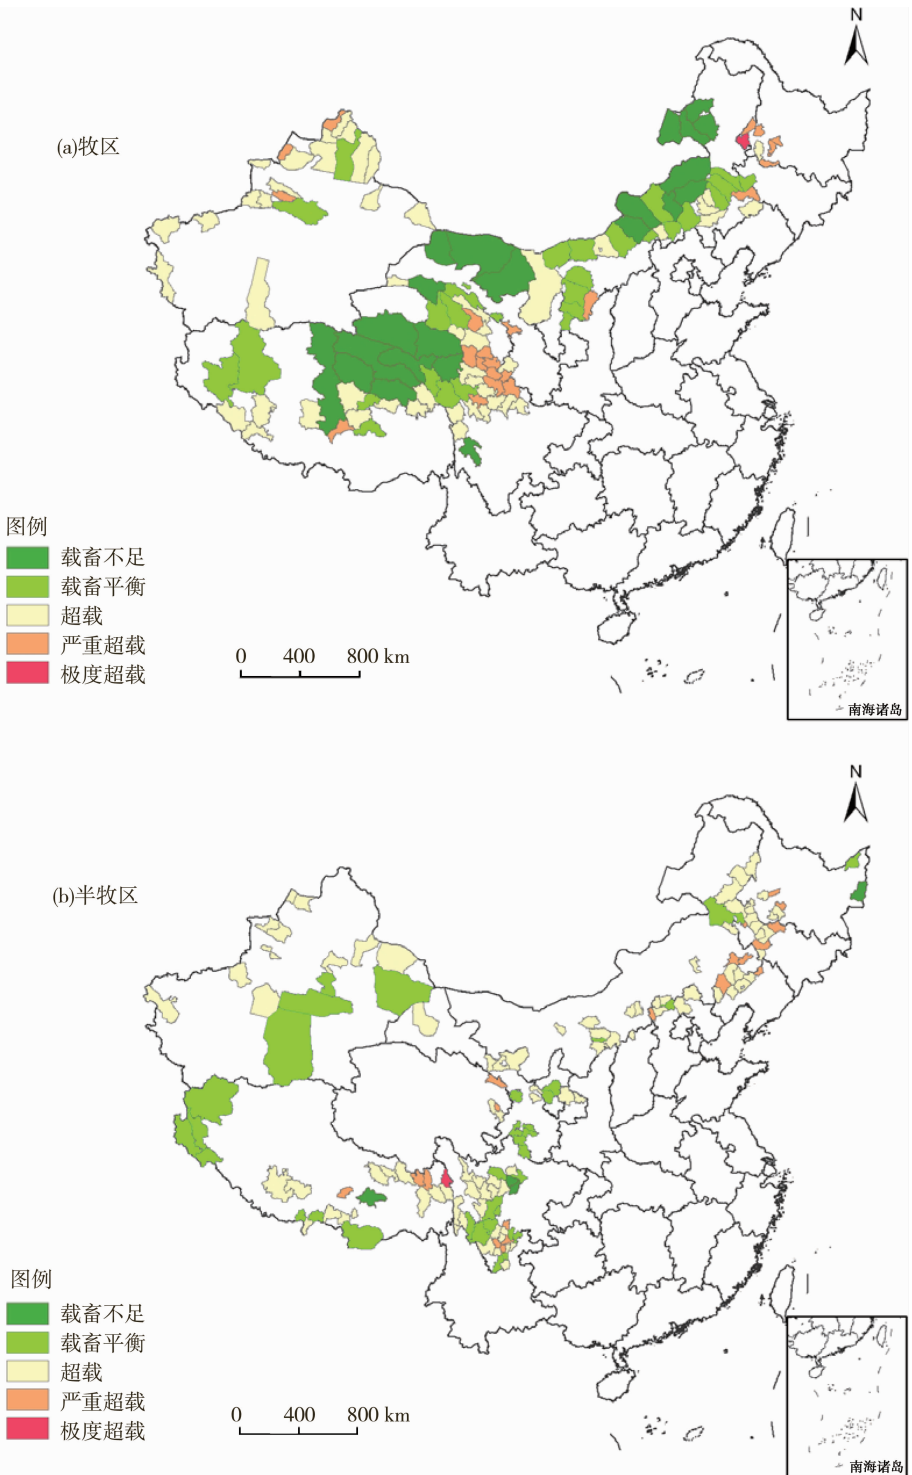 N
(a)牧区
图例
载畜不足
载畜平衡
超载
严重超载
极度超载
0 400 800 km
南海诸岛
N
(b)半牧区
图例
载畜不足
载畜平衡
超载
严重超载
极度超载
0 400 800 km
南海诸岛